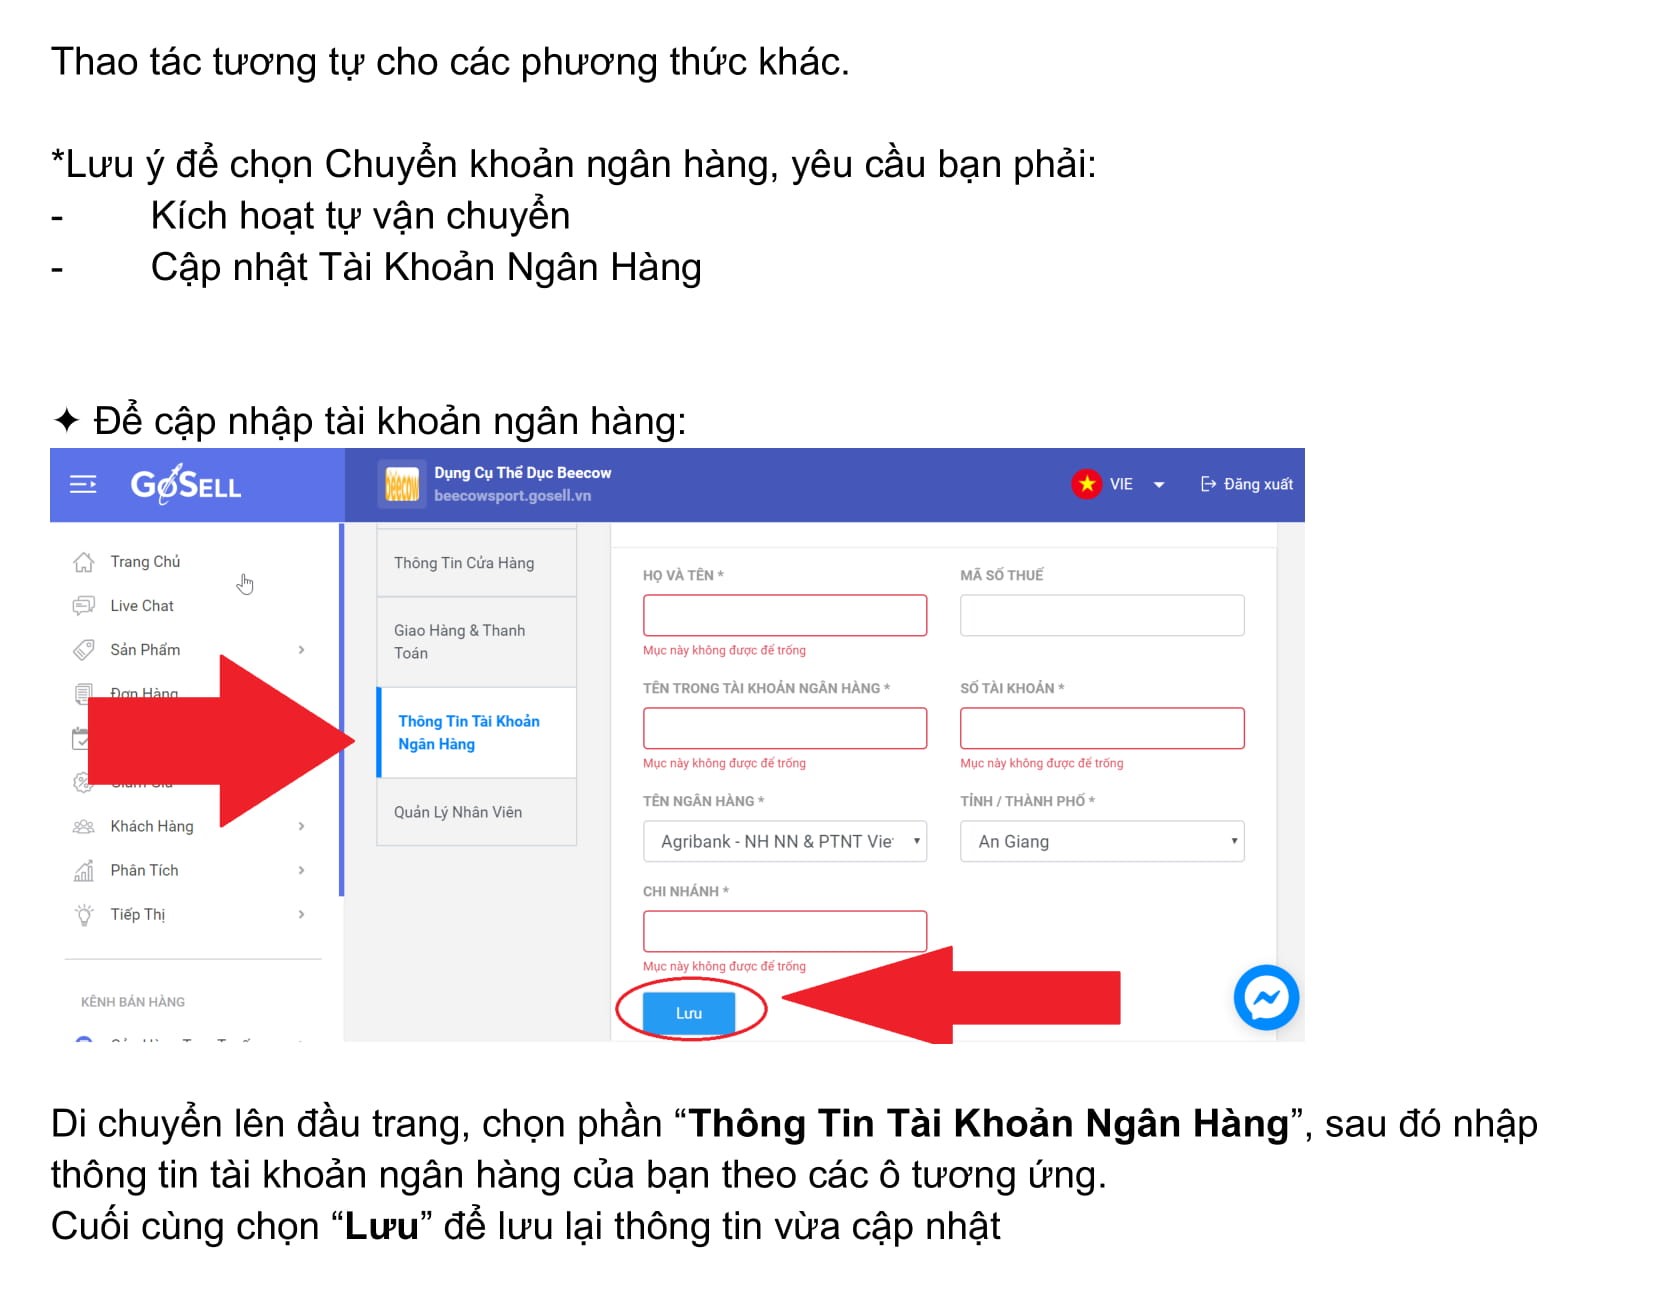 Thao tác tương tự cho các phương thức khác.
*Lưu ý để chọn Chuyển khoản ngân hàng, yêu cầu bạn phải:
- Kích hoạt tự vận chuyển
- Cập nhật Tài Khoản Ngân Hàng
✦ Để cập nhập tài khoản ngân hàng:
GOSELL
beecow
Dụng Cụ Thể Dục Beecow
beecowsport.gosell.vn
VIE
Đăng xuất
Trang Chủ
Live Chat
Sản Phẩm
Đơn Hàng
Khách Hàng
Phân Tích
Tiếp Thị
KÊNH BÁN HÀNG
Thông Tin Cửa Hàng
Giao Hàng & Thanh
Toán
Thông Tin Tài Khoản
Ngân Hàng
Quản Lý Nhân Viên
HỌ VÀ TÊN *
MÃ SỐ THUẾ
Mục này không được để trống
TÊN TRONG TÀI KHOẢN NGÂN HÀNG *
SỐ TÀI KHOẢN *
Mục này không được để trống
Mục này không được để trống
TÊN NGÂN HÀNG *
TỈNH / THÀNH PHỐ *
Agribank - NH NN & PTNT Vie
An Giang
CHI NHÁNH *
Mục này không được để trống
Lưu
Di chuyển lên đầu trang, chọn phần “Thông Tin Tài Khoản Ngân Hàng”, sau đó nhập
thông tin tài khoản ngân hàng của bạn theo các ô tương ứng.
Cuối cùng chọn “Lưu” để lưu lại thông tin vừa cập nhật